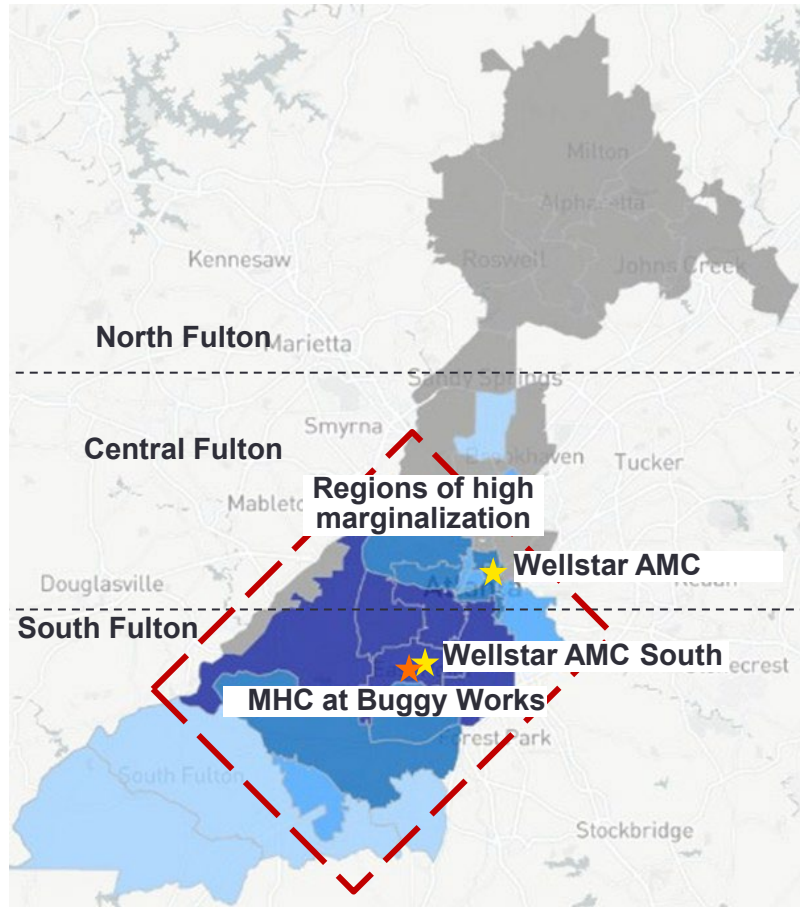 Milton
Alpharetta
Kennesaw
Roswell
Johns Creek
North Fulton
Marietta
Sandy Springs
Smyrna
Central Fulton
Brookhaven
Tucker
Regions of high
marginalization
Wellstar AMC
Douglasville
Atlanta
South Fulton
Wellstar AMC South
MHC at Buggy Works
Forest Park
South Fulton
Stockbridge